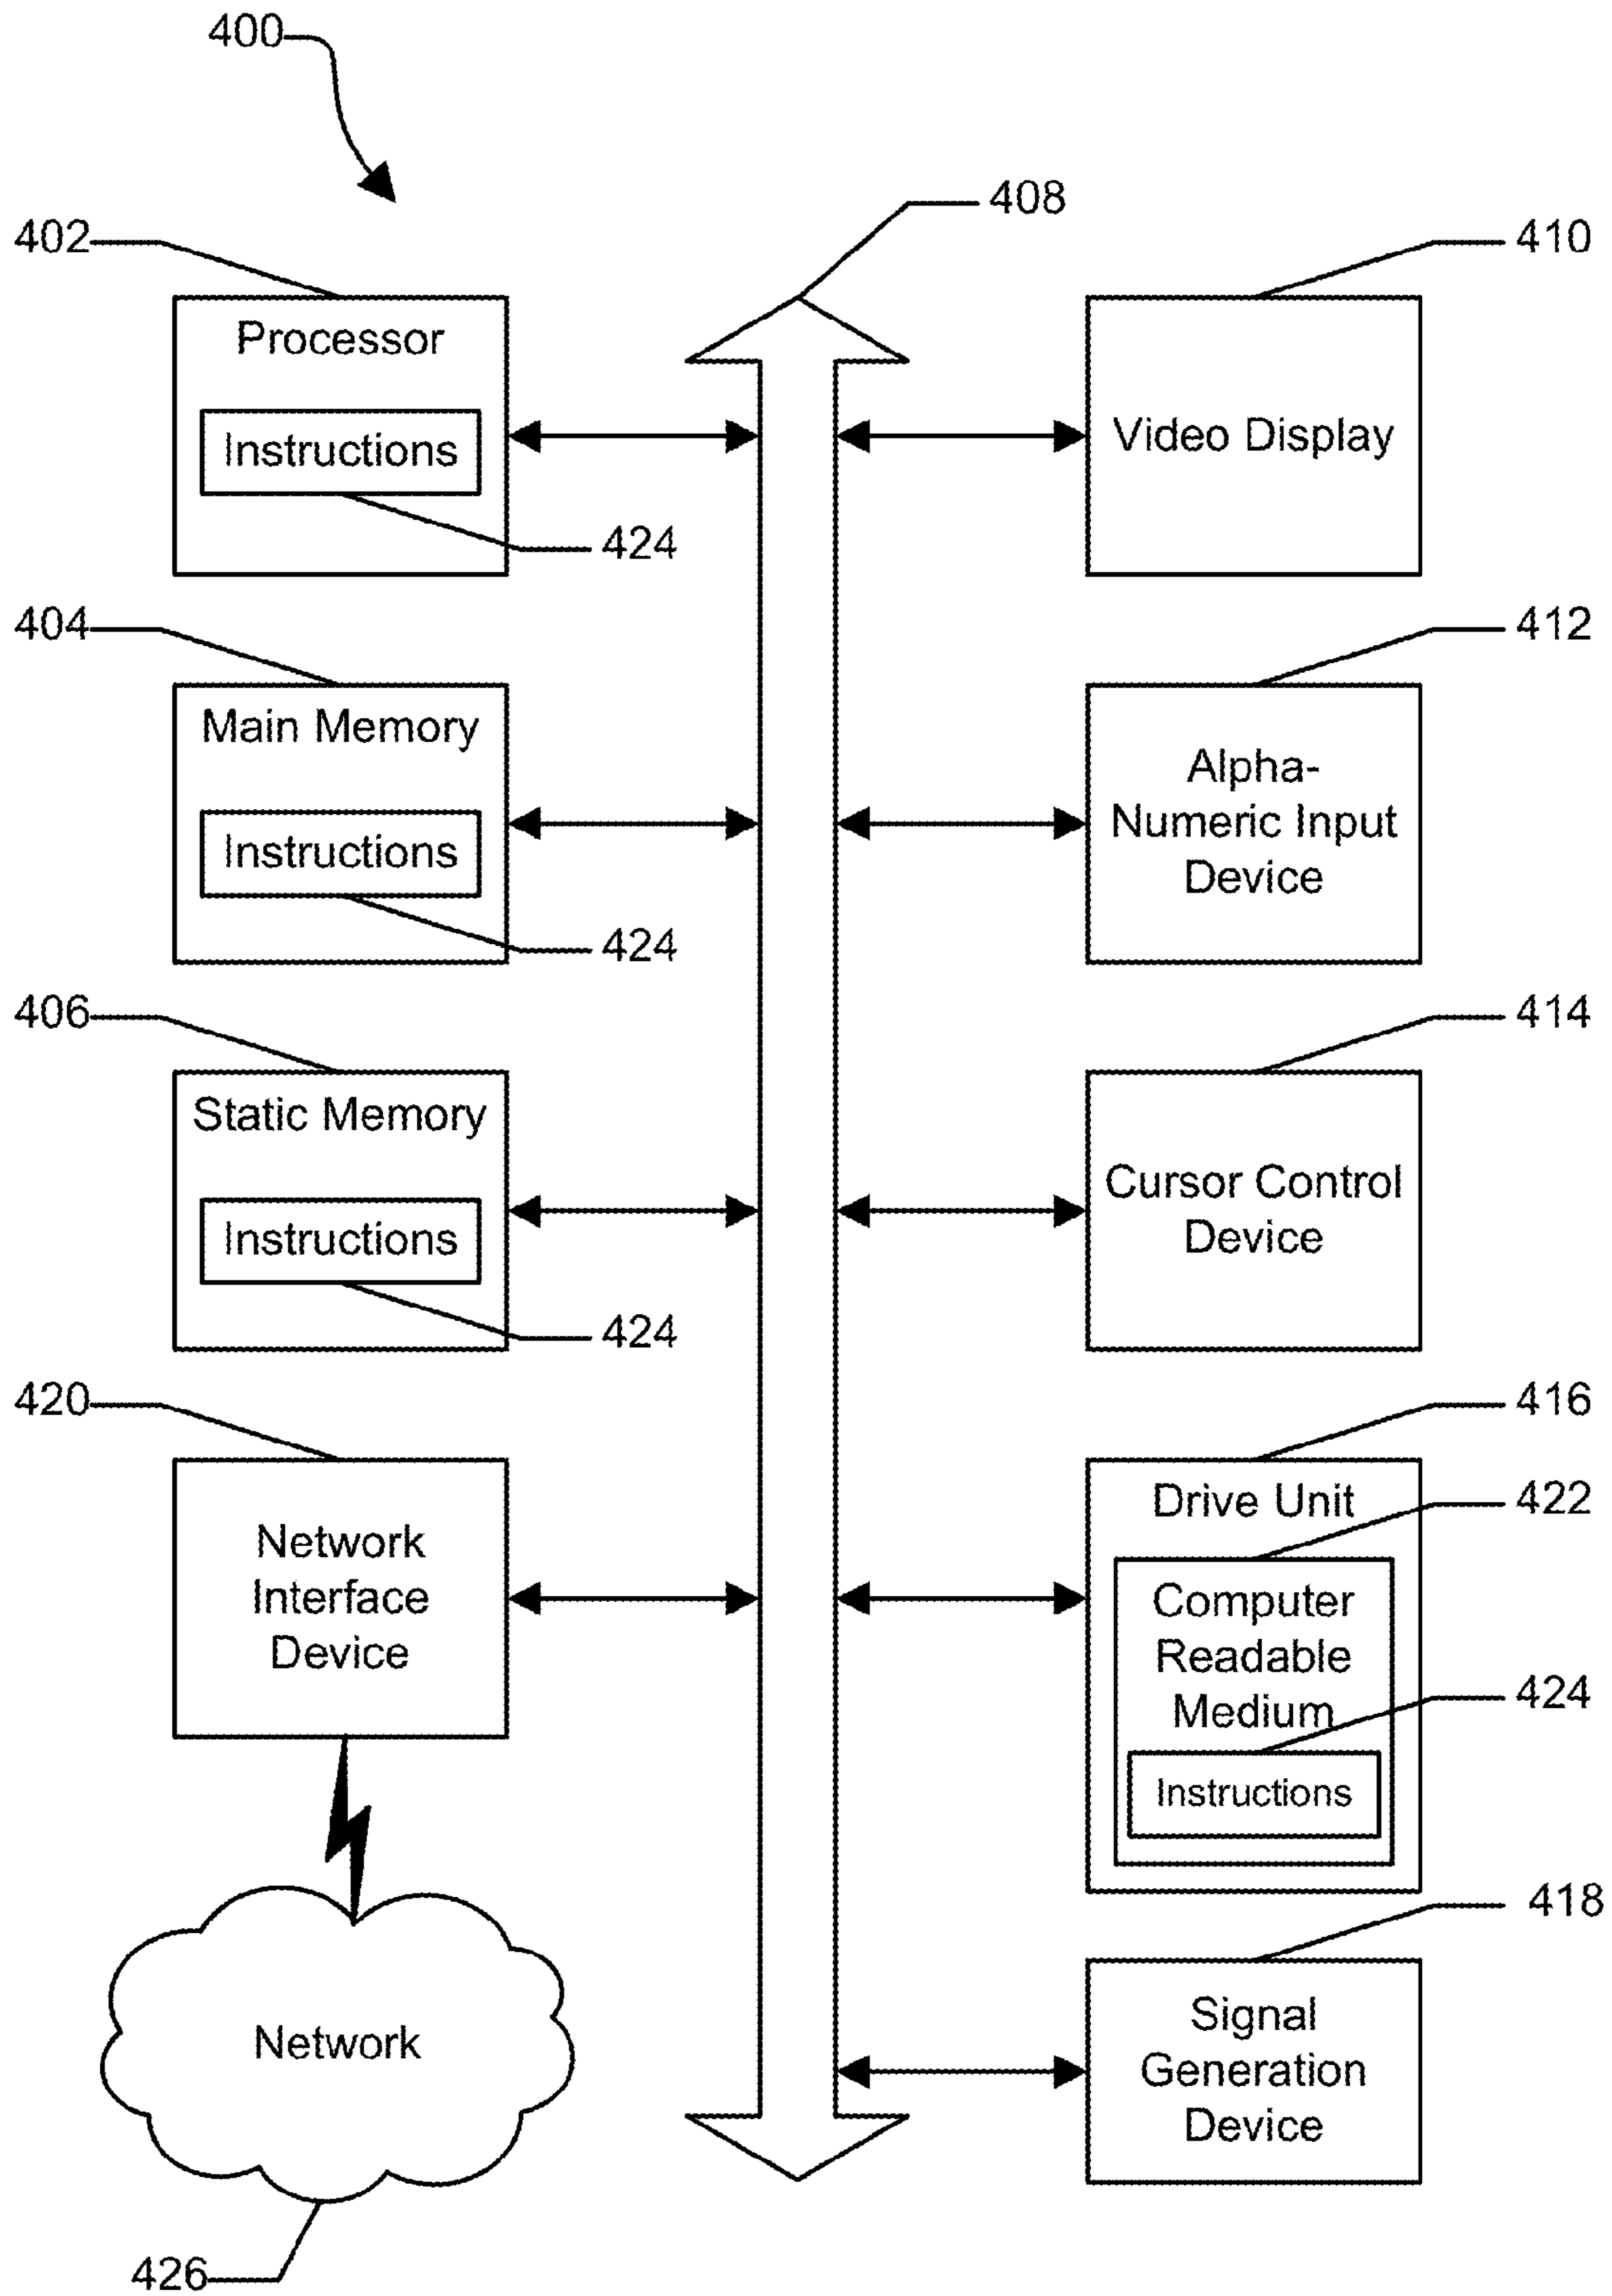 400
408
402
410
Processor
Instructions
424
Video Display
404
412
Main Memory
Instructions
424
Alpha-
Numeric Input
Device
406
414
Static Memory
Instructions
424
Cursor Control
Device
420
416
Network
Interface
Device
Drive Unit
422
Computer
Readable
Medium
424
Instructions
418
Network
Signal
Generation
Device
426